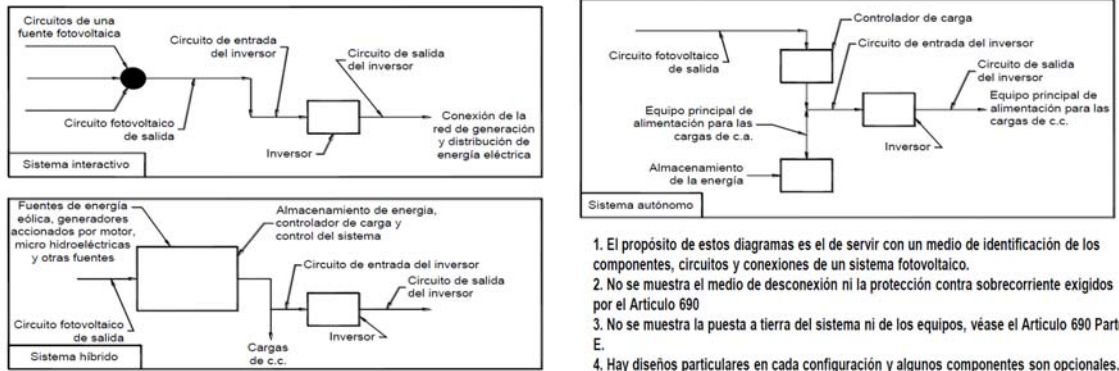 Circuitos de una
fuente fotovoltaica
Circuito de entrada
del inversor
Circuito de salida
del inversor
Circuito fotovoltaico
de salida
Inversor
Conexión de la
red de generación
y distribución de
energía eléctrica
Sistema interactivo
Fuentes de energía
eólica, generadores
accionados por motor,
micro hidroeléctricas
y otras fuentes
Almacenamiento de energia,
controlador de carga y
control del sistema
Circuito de entrada del inversor
Circuito de salida
del inversor
Circuito fotovoltaico
de salida
Inversor
Cargas
de c.c.
Sistema híbrido
Controlador de carga
Circuito de entrada del inversor
Circuito fotovoltaico
de salida
Circuito de salida
del inversor
Equipo principal de
alimentación para las
cargas de c.a.
Equipo principal de
alimentación para las
cargas de c.c.
Inversor
Almacenamiento
de la energía
Sistema autónomo
1. El propósito de estos diagramas es el de servir con un medio de identificación de los
componentes, circuitos y conexiones de un sistema fotovoltaico.
2. No se muestra el medio de desconexión ni la protección contra sobrecorriente exigidos
por el Articulo 690
3. No se muestra la puesta a tierra del sistema ni de los equipos, véase el Articulo 690 Part
E.
4. Hay diseños particulares en cada configuración y algunos componentes son opcionales.